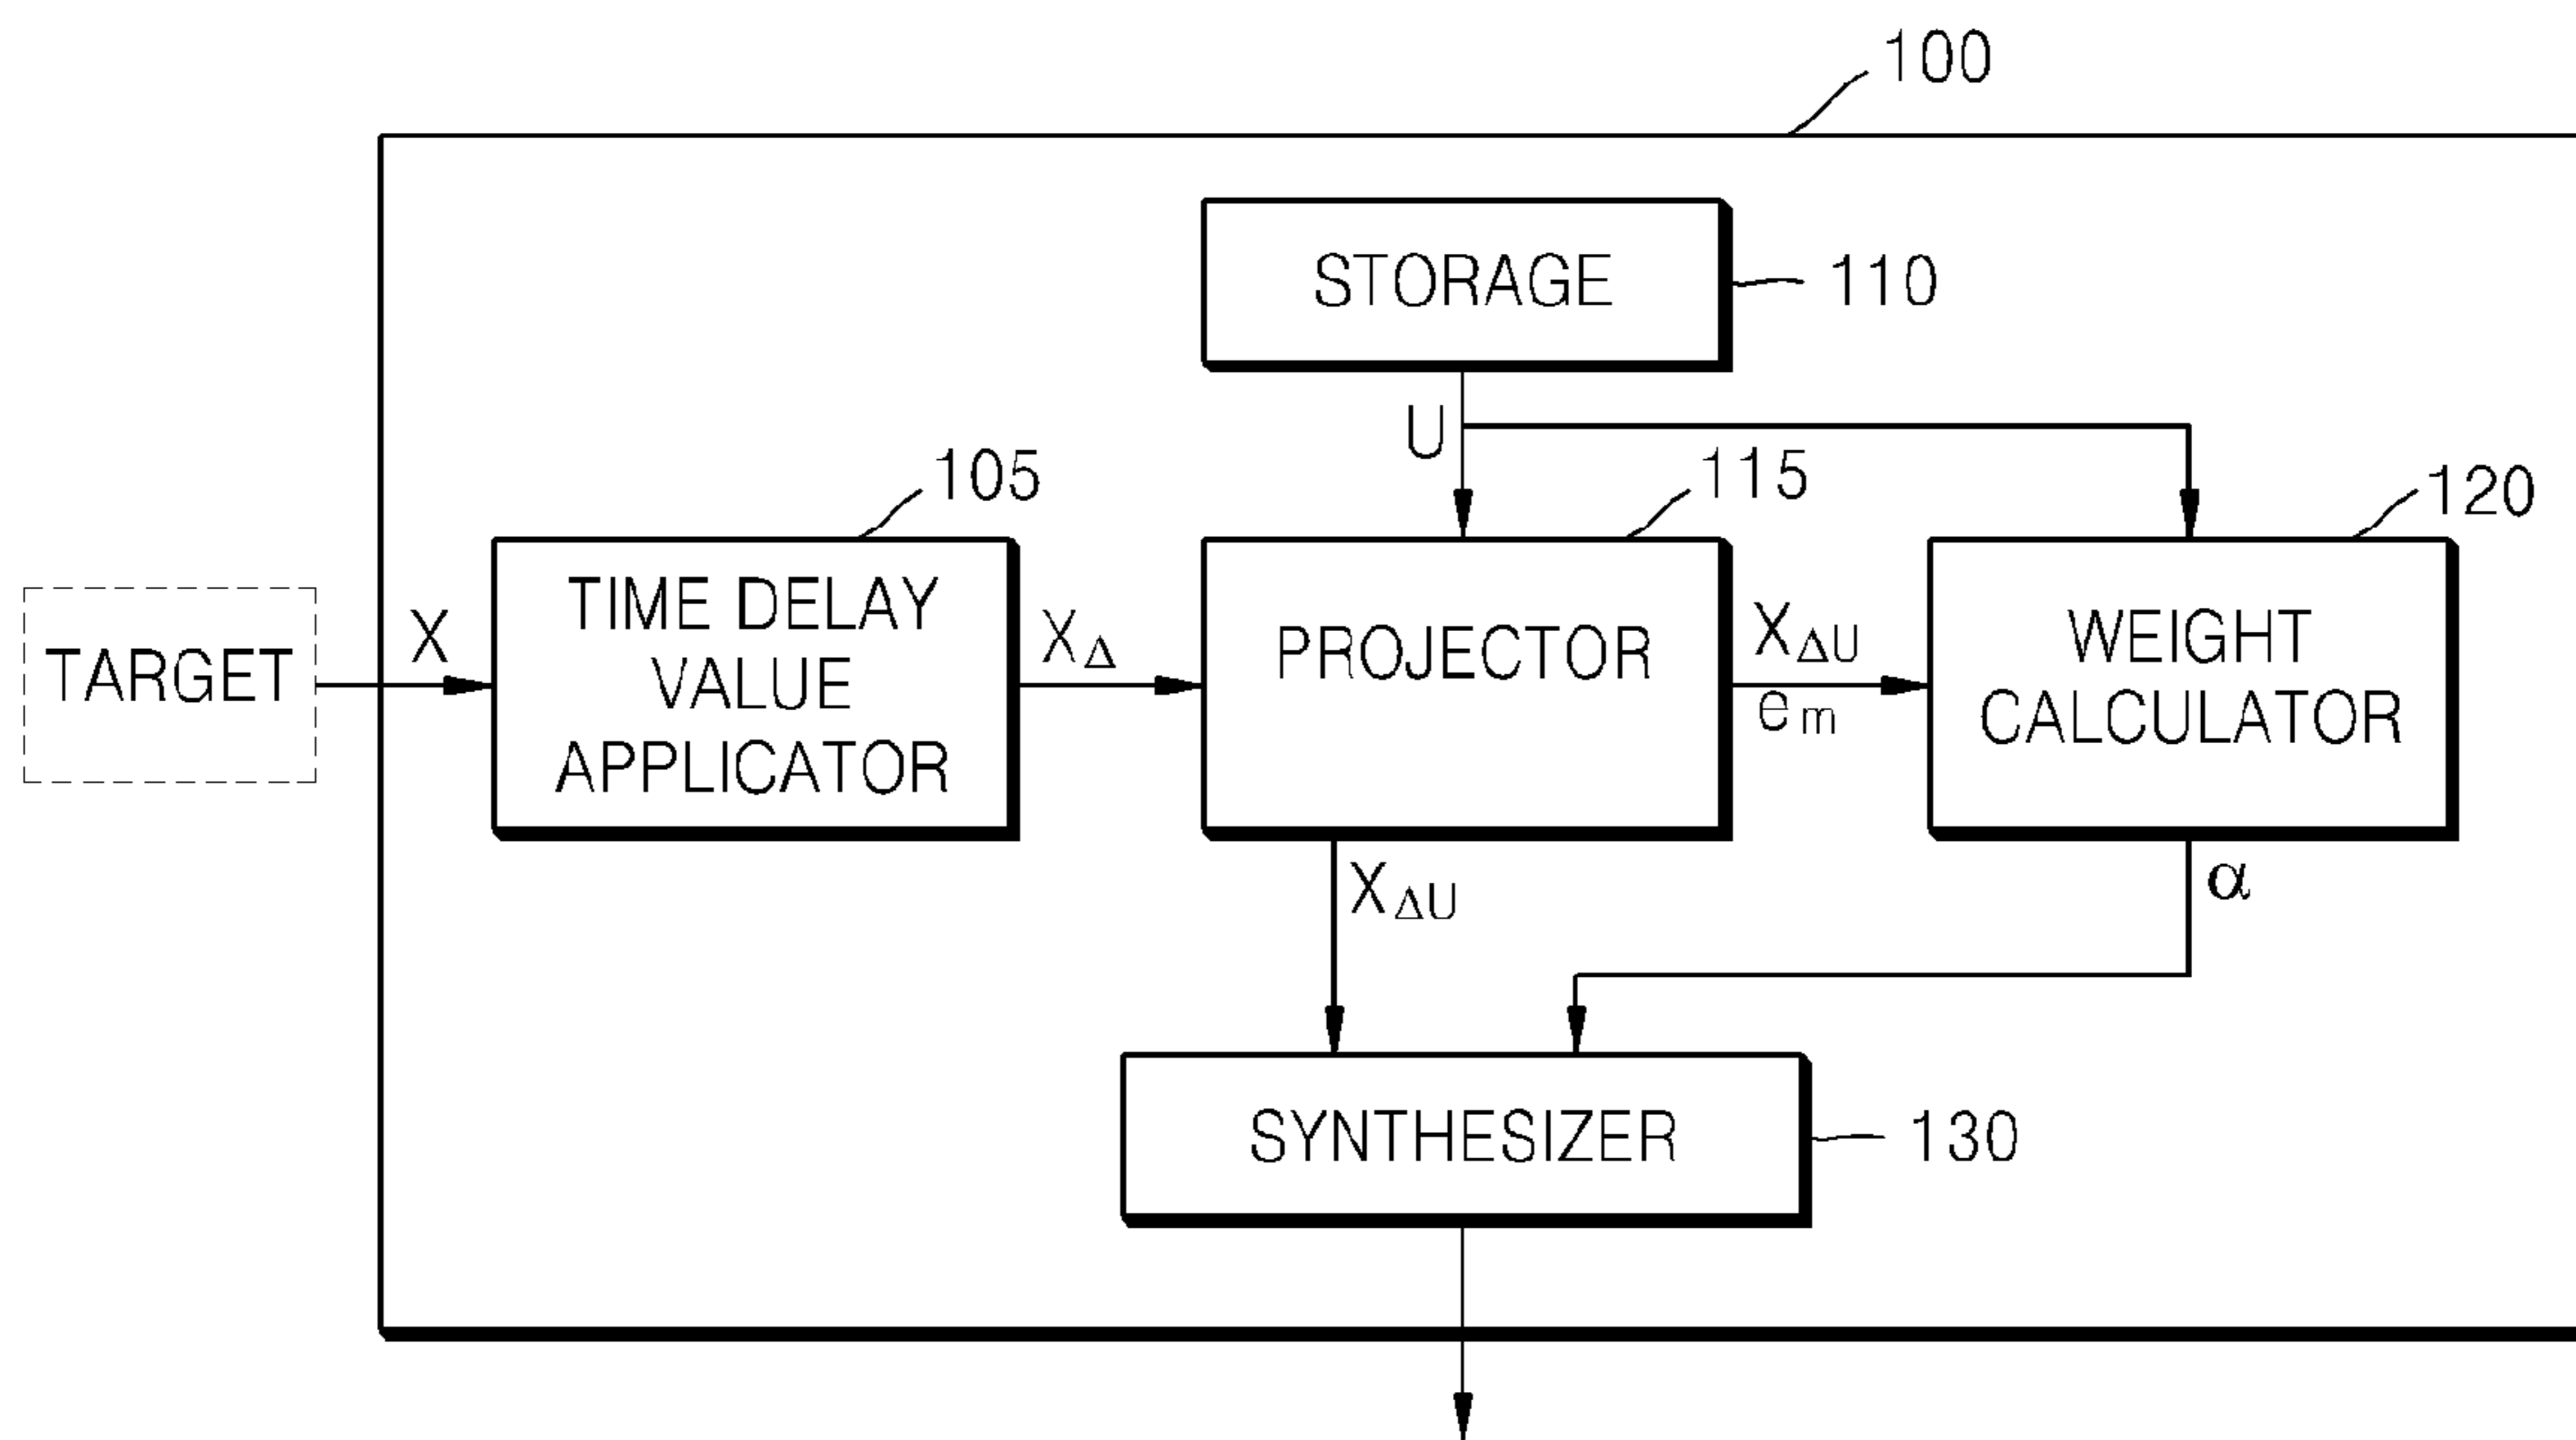 100
STORAGE
110
U
105
115
120
TARGET
X
TIME DELAY
VALUE
APPLICATOR
XΔ
PROJECTOR
XΔU
em
WEIGHT
CALCULATOR
XΔU
α
SYNTHESIZER
130